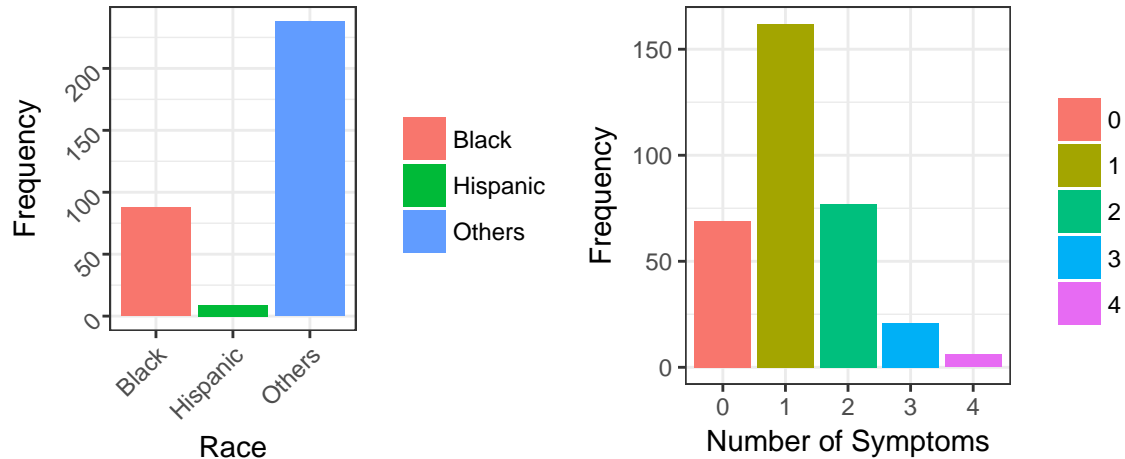 Frequency
200
150
100
50
0
Black
Hispanic
Others
Race
Black
Hispanic
Others
Frequency
150
100
50
0
0
1
2
3
4
Number of Symptoms
0
1
2
3
4